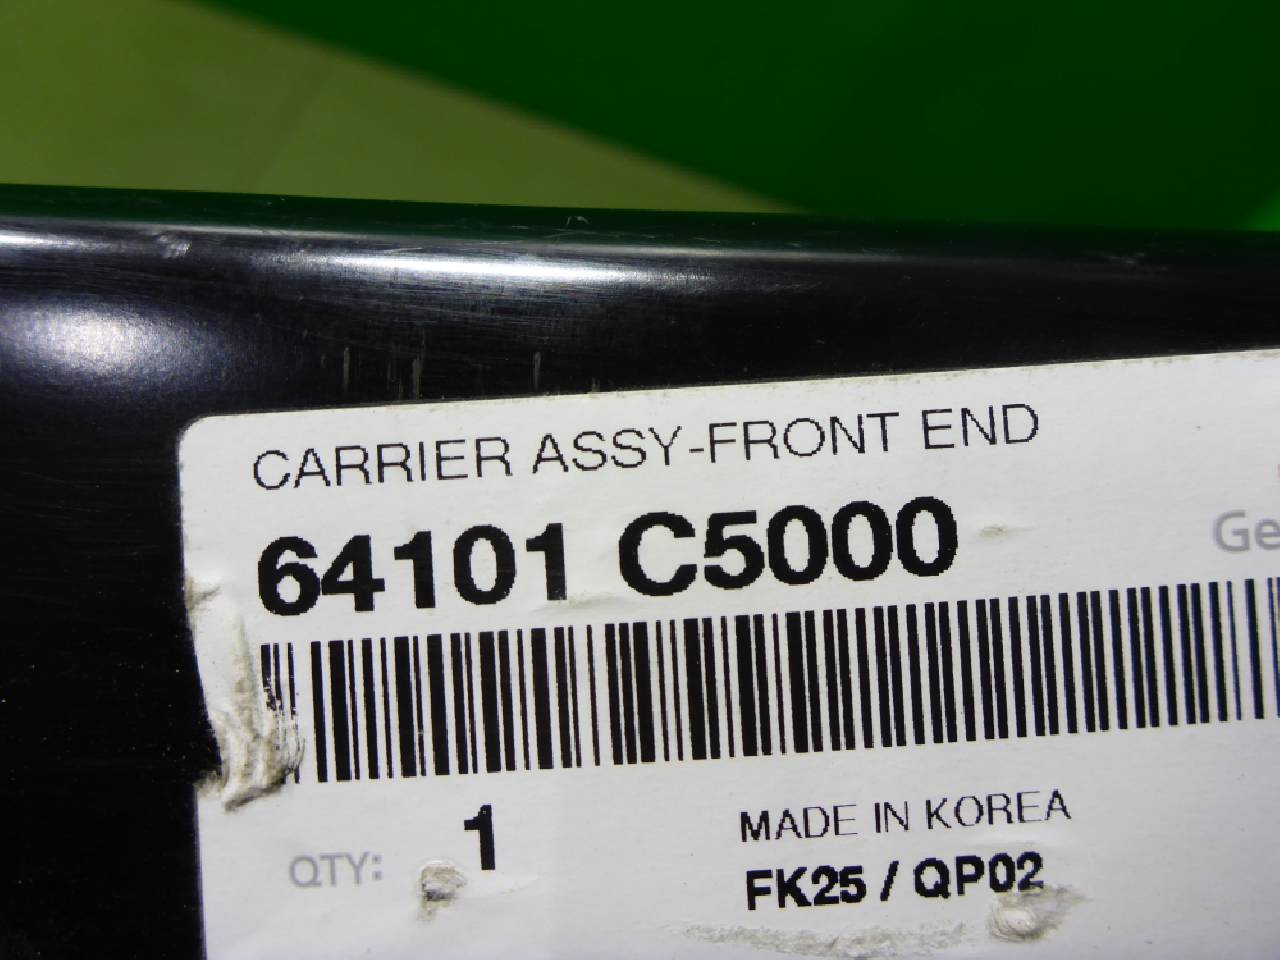 CARRIER ASSY-FRONT END
64101 C5000
Ge
QTY: 1
MADE IN KOREA
FK25 / QP02